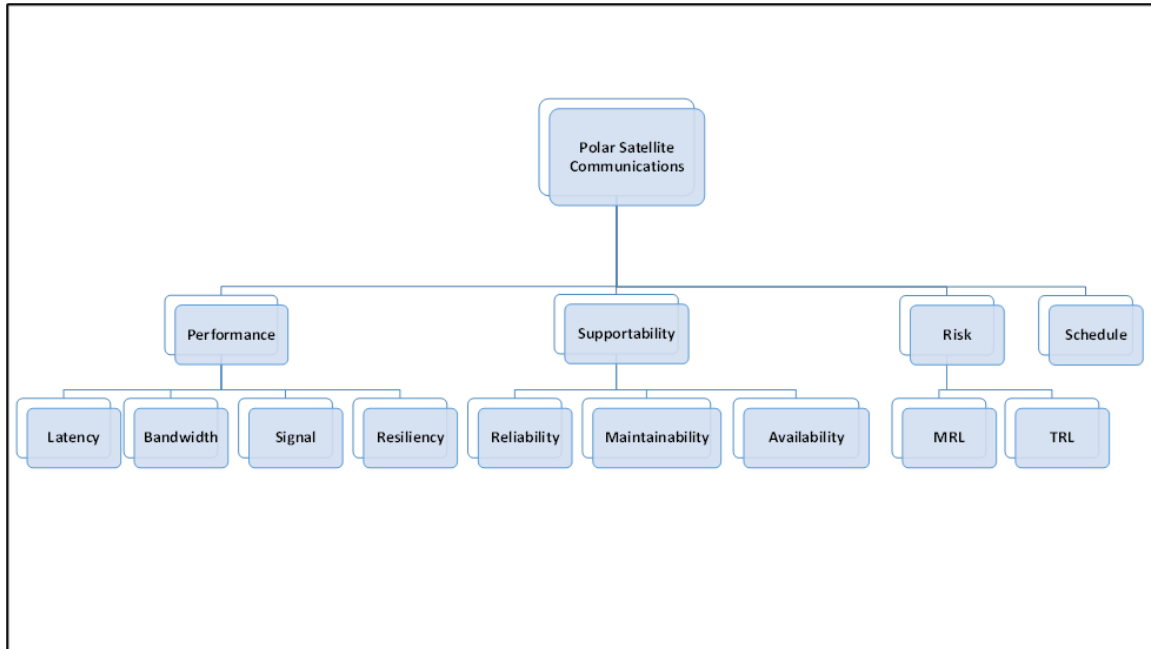 Polar Satellite
Communications
Performance
Supportability
Risk
Schedule
Latency
Bandwidth
Signal
Resiliency
Reliability
Maintainability
Availability
MRL
TRL